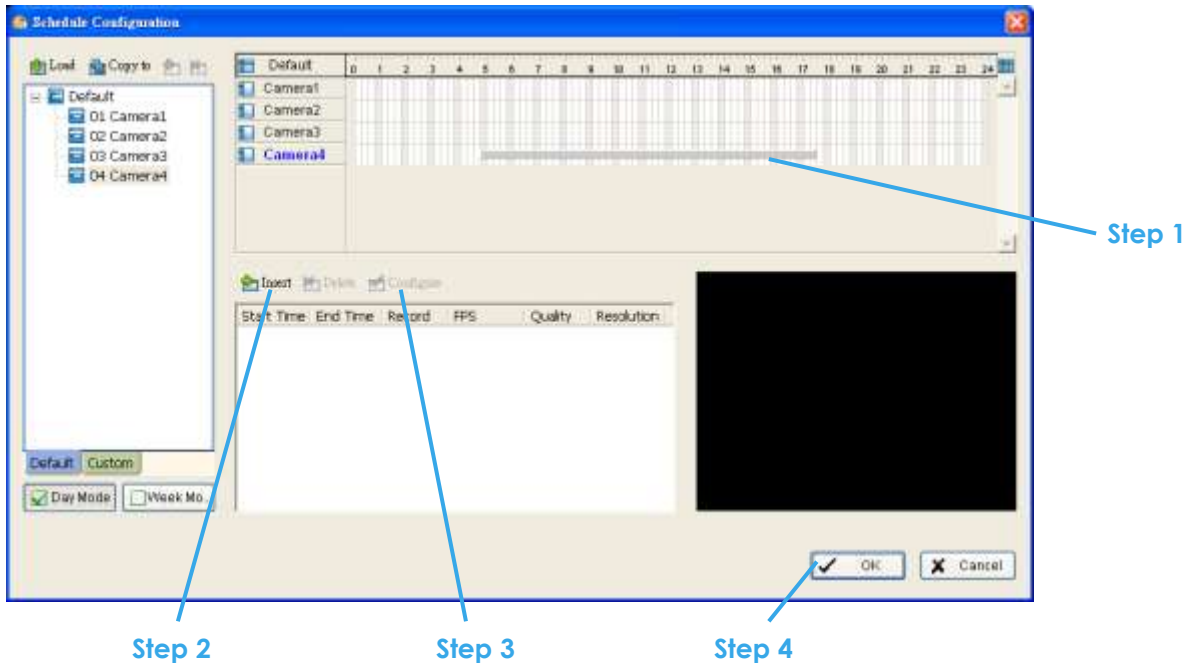 Schedule Configuration
Load Copy to
Default
01 Camera1
02 Camera2
03 Camera3
04 Camera4
Default Custom
Day Mode Week Mo
Defaut 0 1 2 3 4 5 6 7 8 9 10 11 12 13 14 15 16 17 18 19 20 21 22 23 24
Camera1
Camera2
Camera3
Camera4
Step 1
Insert Delete Configure
Start Time End Time Record FPS Quality Resolution
OK Cancel
Step 2 Step 3 Step 4